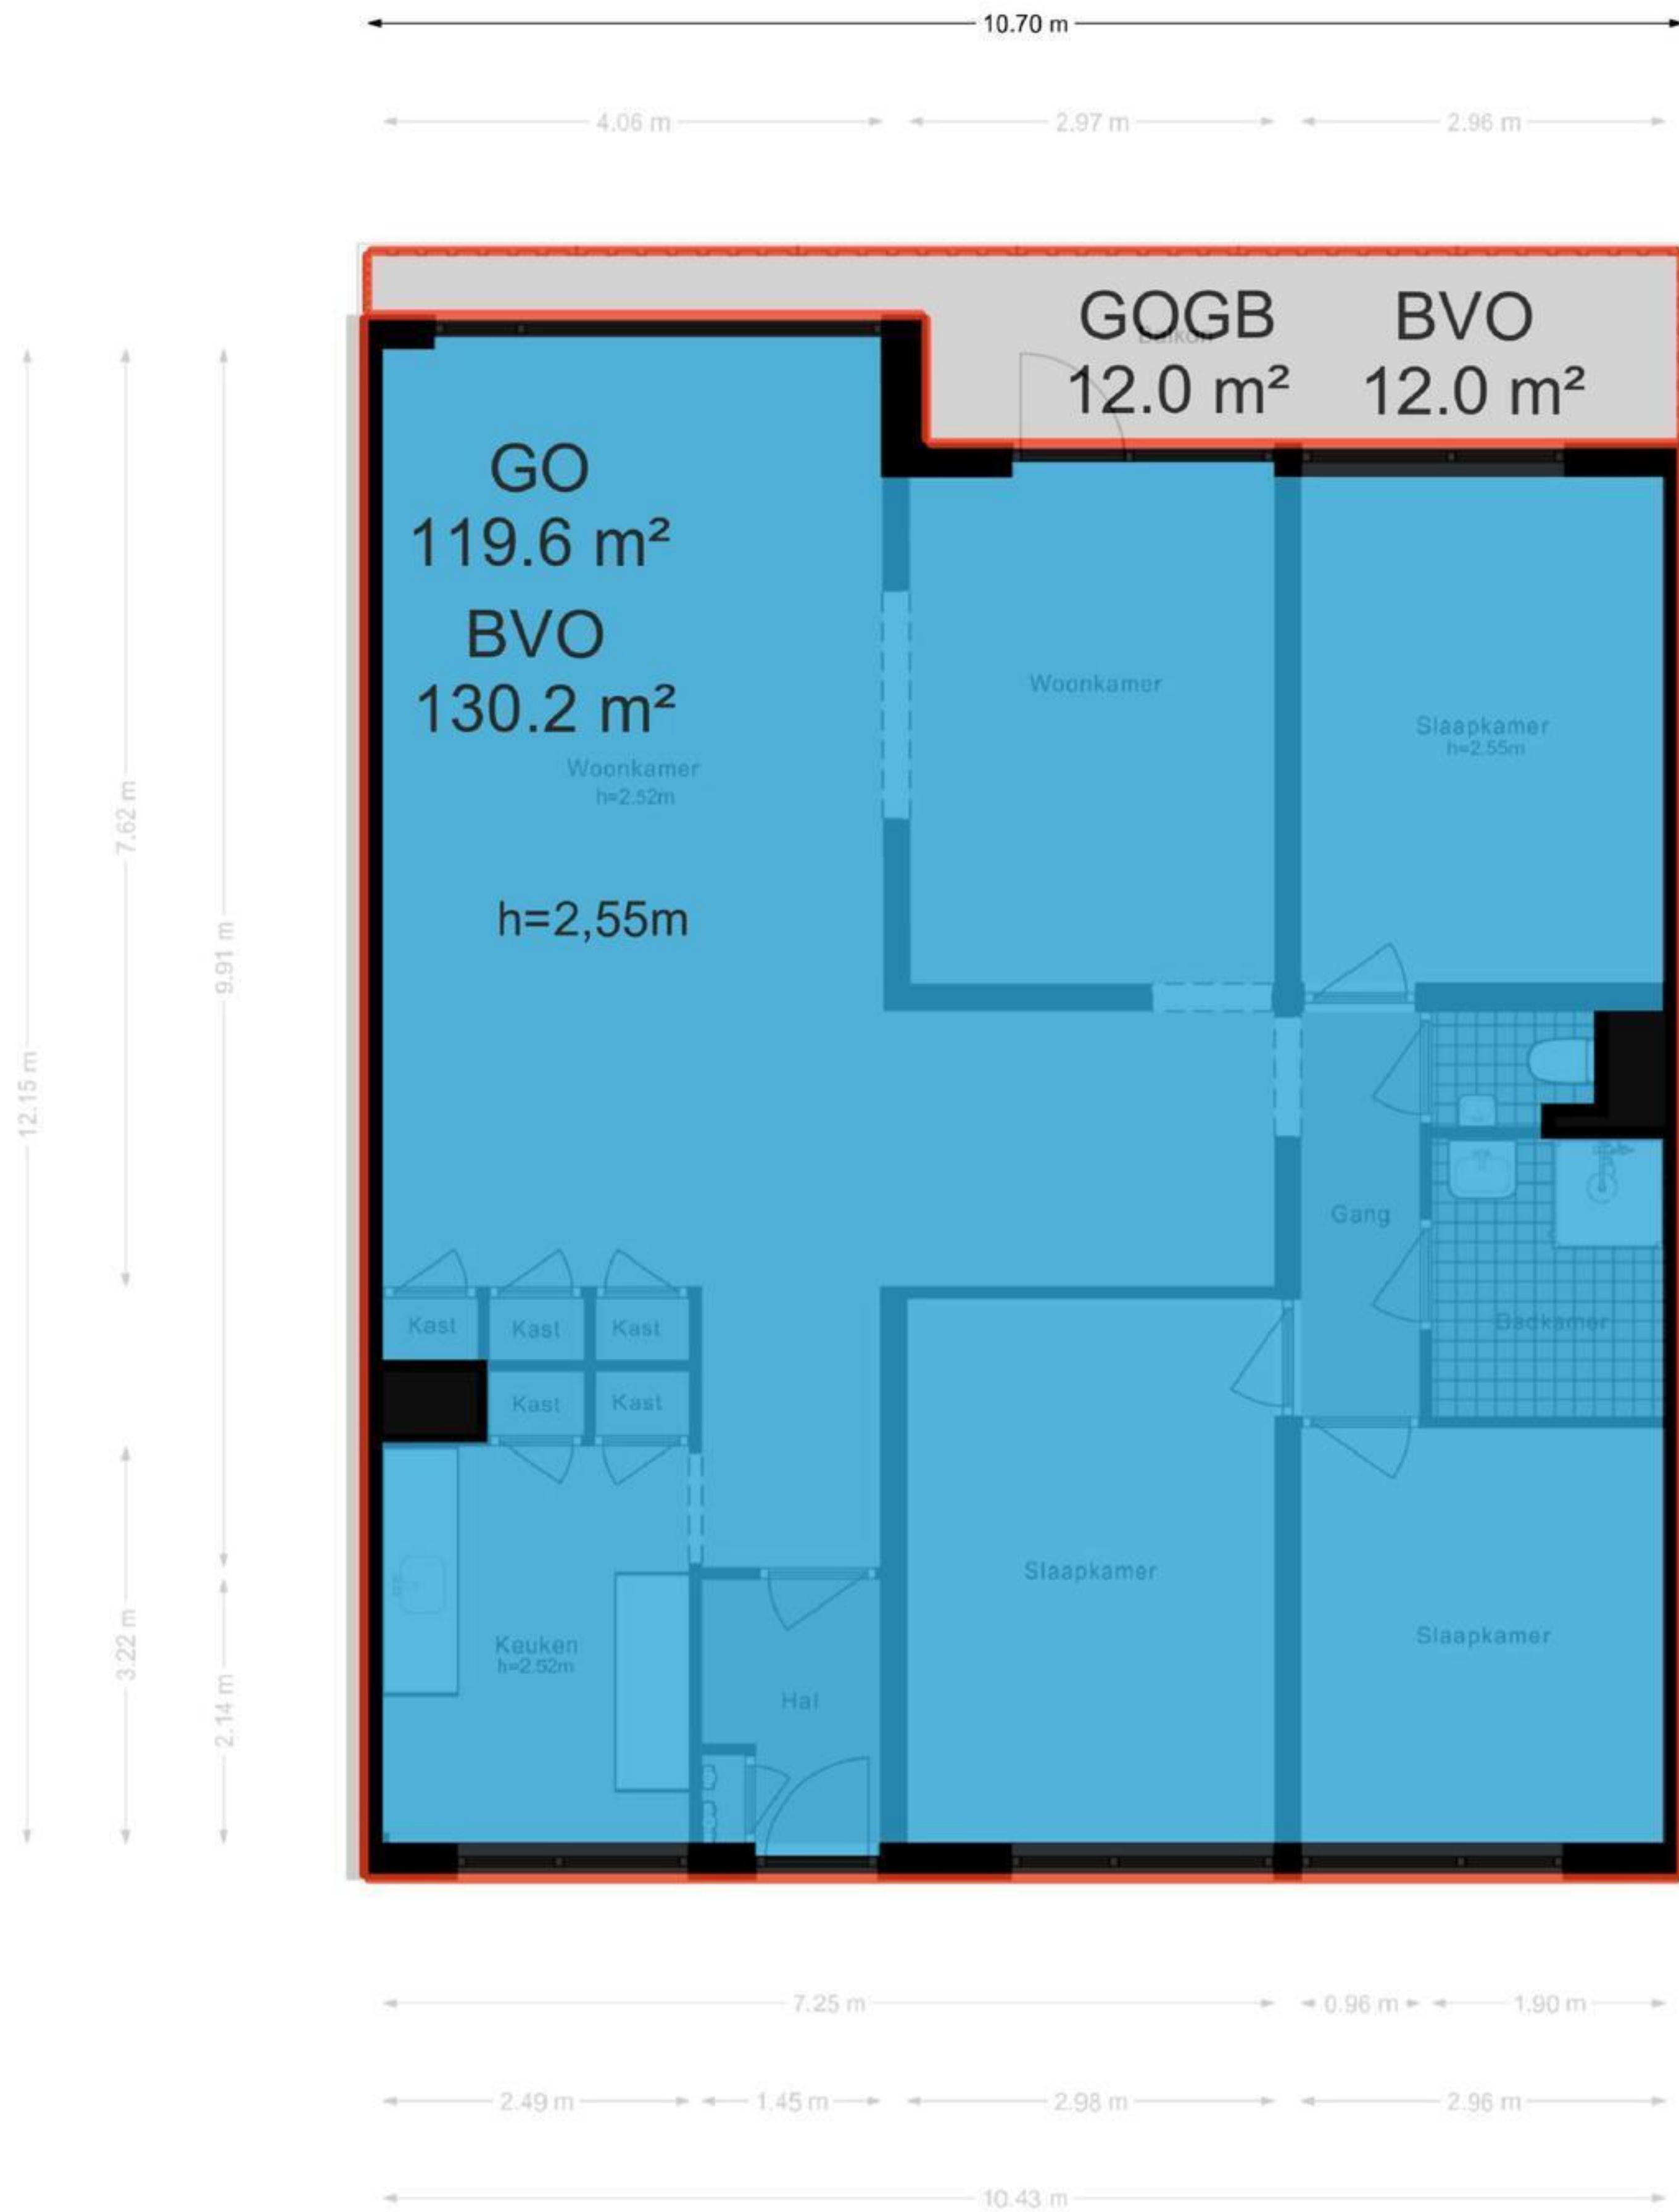 10.70 m
4.06 m
2.97 m
2.96 m
GOGB
BVO
Balkon
12.0 m²
12.0 m²
GO
119.6 m²
BVO
130.2 m²
Woonkamer
h=2.52m
h=2,55m
Woonkamer
Slaapkamer
h=2.55m
7.62 m
9.91 m
12.15 m
Gang
Kast
Kast
Kast
Badkamer
Kast
Kast
Slaapkamer
Keuken
h=2.52m
Slaapkamer
3.22 m
2.14 m
Hal
7.25 m
0.96 m
1.90 m
2.49 m
1.45 m
2.98 m
2.96 m
10.43 m